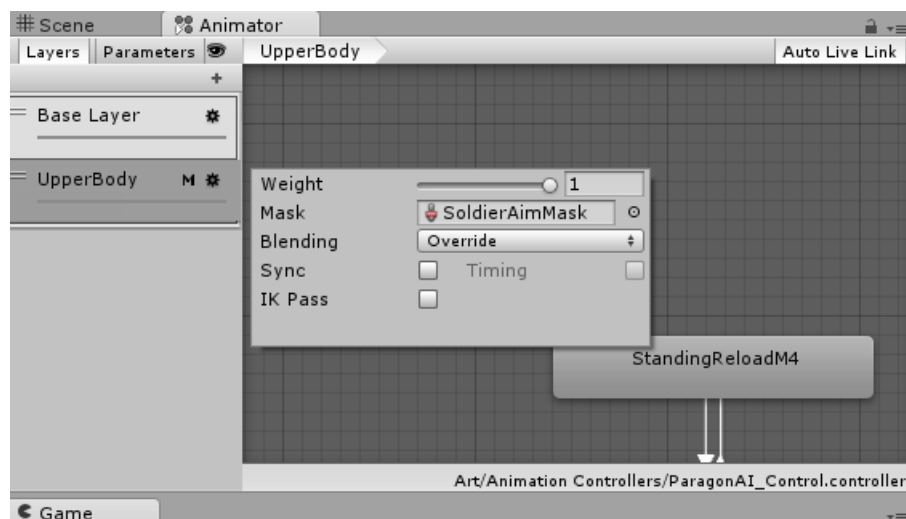 Scene Animator
Layers Parameters UpperBody Auto Live Link
+
Base Layer
UpperBody M
Weight 1
Mask SoldierAimMask
Blending Override
Sync Timing
IK Pass
StandingReloadM4
Art/Animation Controllers/ParagonAI_Control.controller
Game